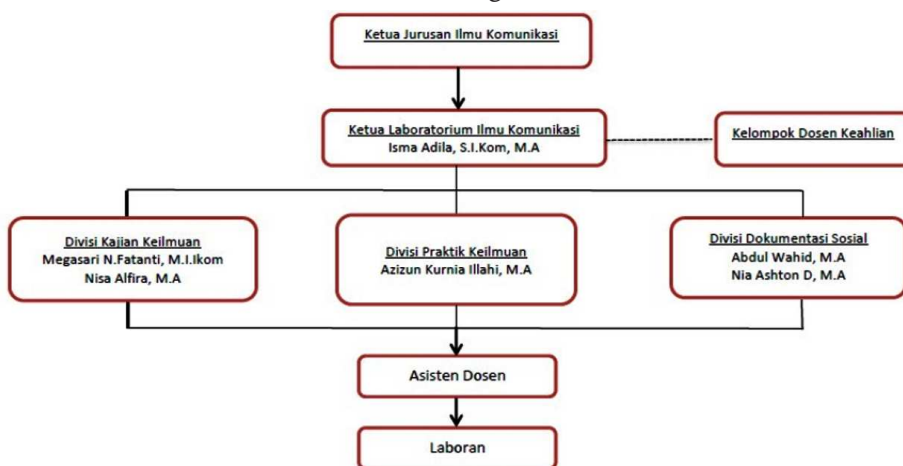 Ketua Jurusan Ilmu Komunikasi
Ketua Laboratorium Ilmu Komunikasi
Isma Adila, S.I.Kom, M.A
Kelompok Dosen Keahlian
Divisi Kajian Keilmuan
Megasari N.Fatanti, M.I.Ikom
Nisa Alfira, M.A
Divisi Praktik Keilmuan
Azizun Kurnia Illahi, M.A
Divisi Dokumentasi Sosial
Abdul Wahid, M.A
Nia Ashton D, M.A
Asisten Dosen
Laboran